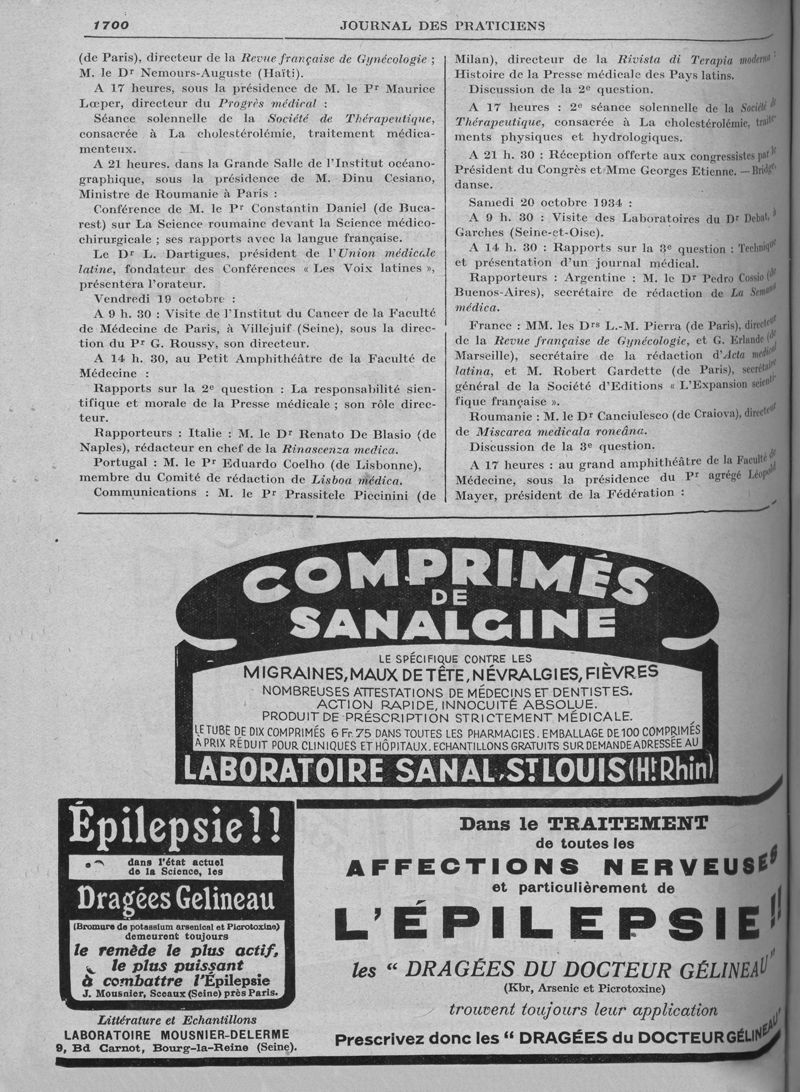 1700
JOURNAL DES PRATICIENS
(de Paris), directeur de la Revue française de Gynécologie ;
M. le Dr Nemours-Auguste (Haïti).
A 17 heures, sous la présidence de M. le Pr Maurice
Lœper, directeur du Progrès médical :
Séance solennelle de la Société de Thérapeutique,
consacrée à La cholestérolémie, traitement médica-
menteux.
A 21 heures. dans la Grande Salle de l'Institut océano-
graphique, sous la présidence de M. Dinu Cesiano,
Ministre de Roumanie à Paris :
Conférence de M. le Pr Constantin Daniel (de Buca-
rest) sur La Science roumaine devant la Science médico-
chirurgicale ; ses rapports avec la langue française.
Le Dr L. Dartigues, président de l'Union médicale
latine, fondateur des Conférences « Les Voix latines »,
présentera l'orateur.
Vendredi 19 octobre :
A 9 h. 30 : Visite de l'Institut du Cancer de la Faculté
de Médecine de Paris, à Villejuif (Seine), sous la direc-
tion du Pr G. Roussy, son directeur.
A 14 h. 30, au Petit Amphithéâtre de la Faculté de
Médecine :
Rapports sur la 2e question : La responsabilité sien-
tifique et morale de la Presse médicale ; son rôle direc-
teur.
Rapporteurs : Italie : M. le Dr Renato De Blasio (de
Naples), rédacteur en chef de la Rinascenza medica.
Portugal : M. le Pr Eduardo Coelho (de Lisbonne),
membre du Comité de rédaction de Lisboa médica.
Communications : M. le Pr Prassitele Piccinini (de
Milan), directeur de la Rivista di Terapia moderna :
Histoire de la Presse médicale des Pays latins.
Discussion de la 2e question.
A 17 heures : 2e séance solennelle de la Société de
Thérapeutique, consacrée à La cholestérolémie, traite-
ments physiques et hydrologiques.
A 21 h. 30 : Réception offerte aux congressistes par le
Président du Congrès et Mme Georges Etienne. — Bridge,
danse.
Samedi 20 octobre 1934 :
A 9 h. 30 : Visite des Laboratoires du Dr Debat, à
Garches (Seine-et-Oise).
A 14 h. 30 : Rapports sur la 3e question : Technique
et présentation d'un journal médical.
Rapporteurs : Argentine : M. le Dr Pedro Cossio (de
Buenos-Aires), secrétaire de rédaction de La Semana
médica.
France : MM. les Drs L.-M. Pierra (de Paris), directeur
de la Revue française de Gynécologie, et G. Erlande (de
Marseille), secrétaire de la rédaction d'Acta medical
latina, et M. Robert Gardette (de Paris), secrétaire
général de la Société d'Editions « L'Expansion scienti-
fique française ».
Roumanie : M. le Dr Canciulesco (de Craiova), directeur
de Miscarea medicala roneâna.
Discussion de la 3e question.
A 17 heures : au grand amphithéâtre de la Faculté de
Médecine, sous la présidence du Pr agrégé Léopold
Mayer, président de la Fédération :
COMPRIMÉS
DE
SANALGINE
LE SPÉCIFIQUE CONTRE LES
MIGRAINES, MAUX DE TÊTE, NÉVRALGIES, FIÈVRES
NOMBREUSES ATTESTATIONS DE MÉDECINS ET DENTISTES.
ACTION RAPIDE, INNOCUITÉ ABSOLUE.
PRODUIT DE PRÉSCRIPTION STRICTEMENT MÉDICALE.
LE TUBE DE DIX COMPRIMÉS 6 Fr. 75 DANS TOUTES LES PHARMACIES. EMBALLAGE DE 100 COMPRIMÉS
A PRIX RÉDUIT POUR CLINIQUES ET HÔPITAUX. ECHANTILLONS GRATUITS SUR DEMANDE ADRESSÉE AU
LABORATOIRE SANAL, ST LOUIS (Ht Rhin)
Épilepsie !!
dans l'état actuel
de la Science, les
Dragées Gelineau
(Bromure de potassium arsenical et Picrotoxine)
demeurent toujours
le remède le plus actif,
le plus puissant
à combattre l'Épilepsie
J. Mousnier, Sceaux (Seine) près Paris.
Littérature et Echantillons
LABORATOIRE MOUSNIER-DELERME
9, Bd Carnot, Bourg-la-Reine (Seine).
Dans le TRAITEMENT
de toutes les
AFFECTIONS NERVEUSES
et particulièrement de
L'ÉPILEPSIE !!
les “ DRAGÉES DU DOCTEUR GÉLINEAU ”
(Kbr, Arsenic et Picrotoxine)
trouvent toujours leur application
Prescrivez donc les “ DRAGÉES du DOCTEUR GÉLINEAU ”